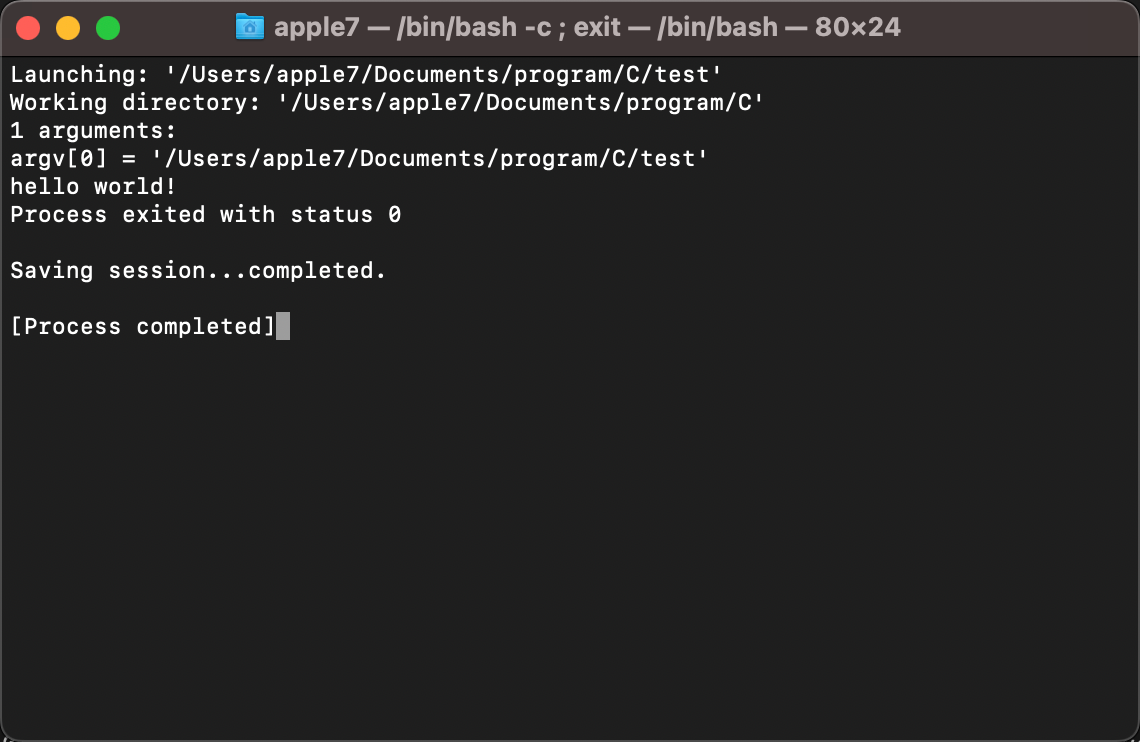 apple7 — /bin/bash -c ; exit — /bin/bash — 80×24
Launching: '/Users/apple7/Documents/program/C/test'
Working directory: '/Users/apple7/Documents/program/C'
1 arguments:
argv[0] = '/Users/apple7/Documents/program/C/test'
hello world!
Process exited with status 0
Saving session...completed.
[Process completed]